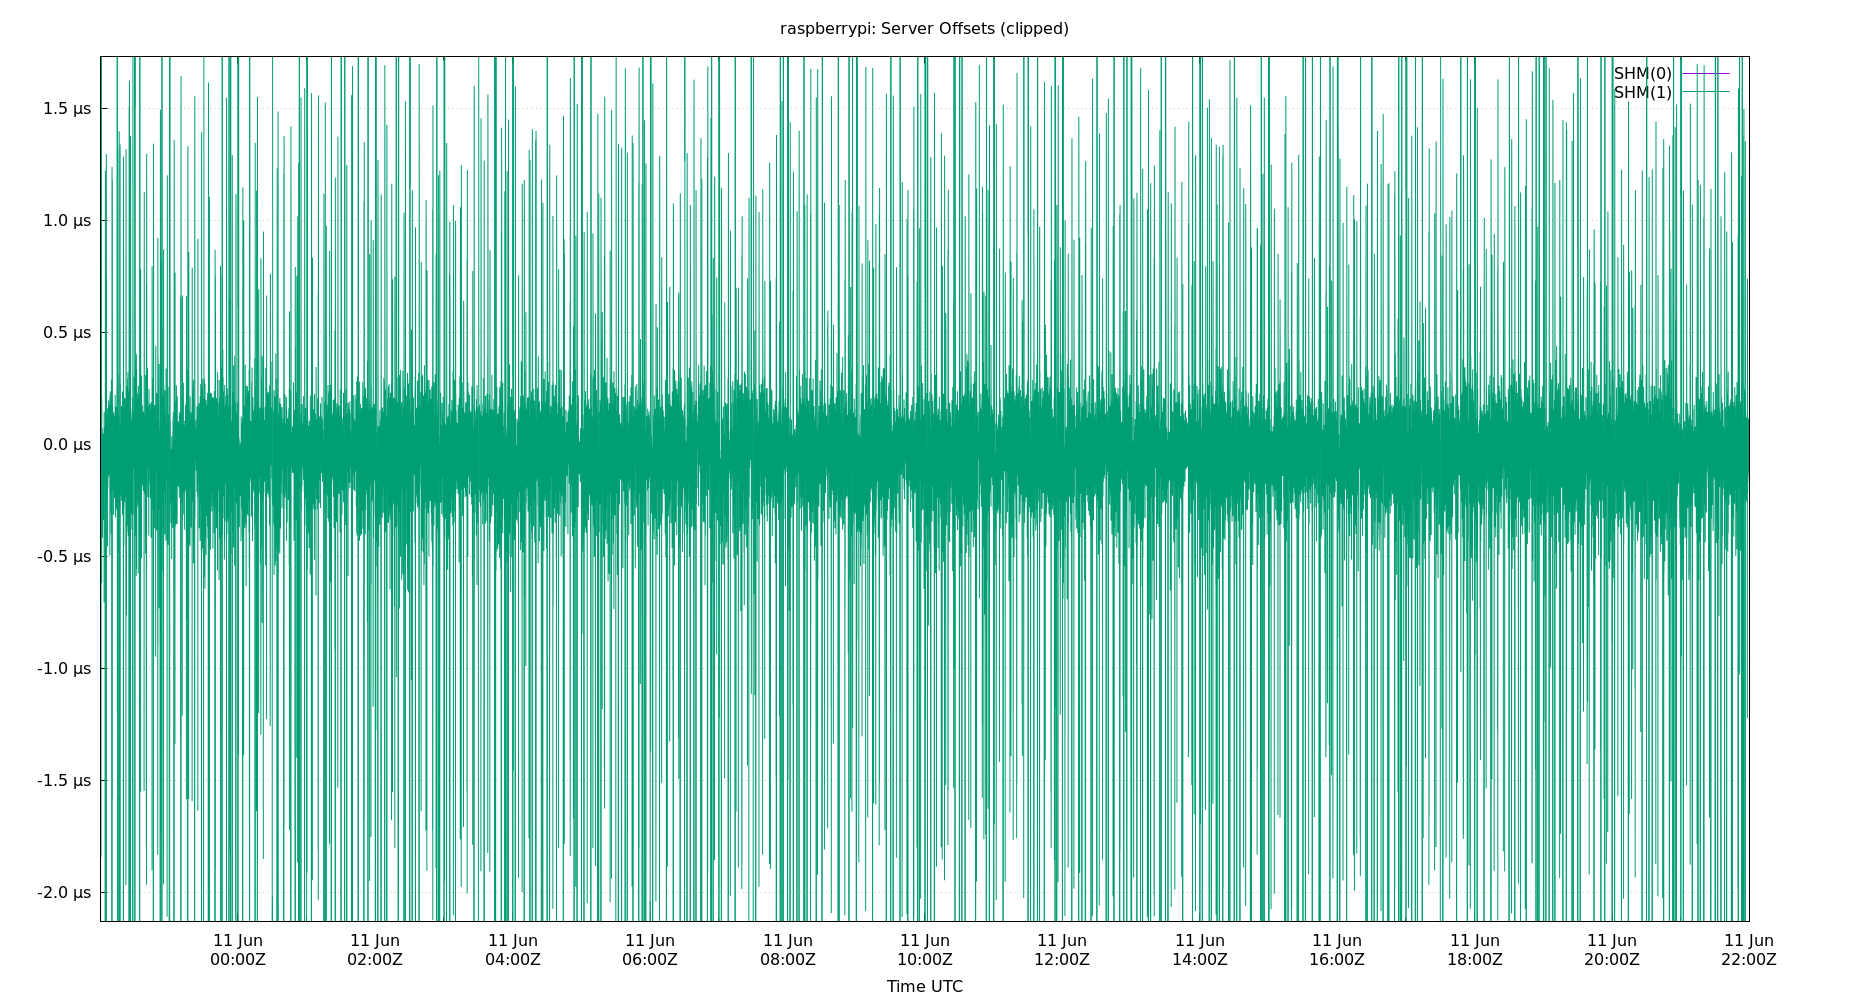 raspberrypi: Server Offsets (clipped)
SHM(0)
SHM(1)
1.5 µs
1.0 µs
0.5 µs
0.0 µs
-0.5 µs
-1.0 µs
-1.5 µs
-2.0 µs
11 Jun 11 Jun 11 Jun 11 Jun 11 Jun 11 Jun 11 Jun 11 Jun 11 Jun 11 Jun 11 Jun 11 Jun
00:00Z 02:00Z 04:00Z 06:00Z 08:00Z 10:00Z 12:00Z 14:00Z 16:00Z 18:00Z 20:00Z 22:00Z
Time UTC